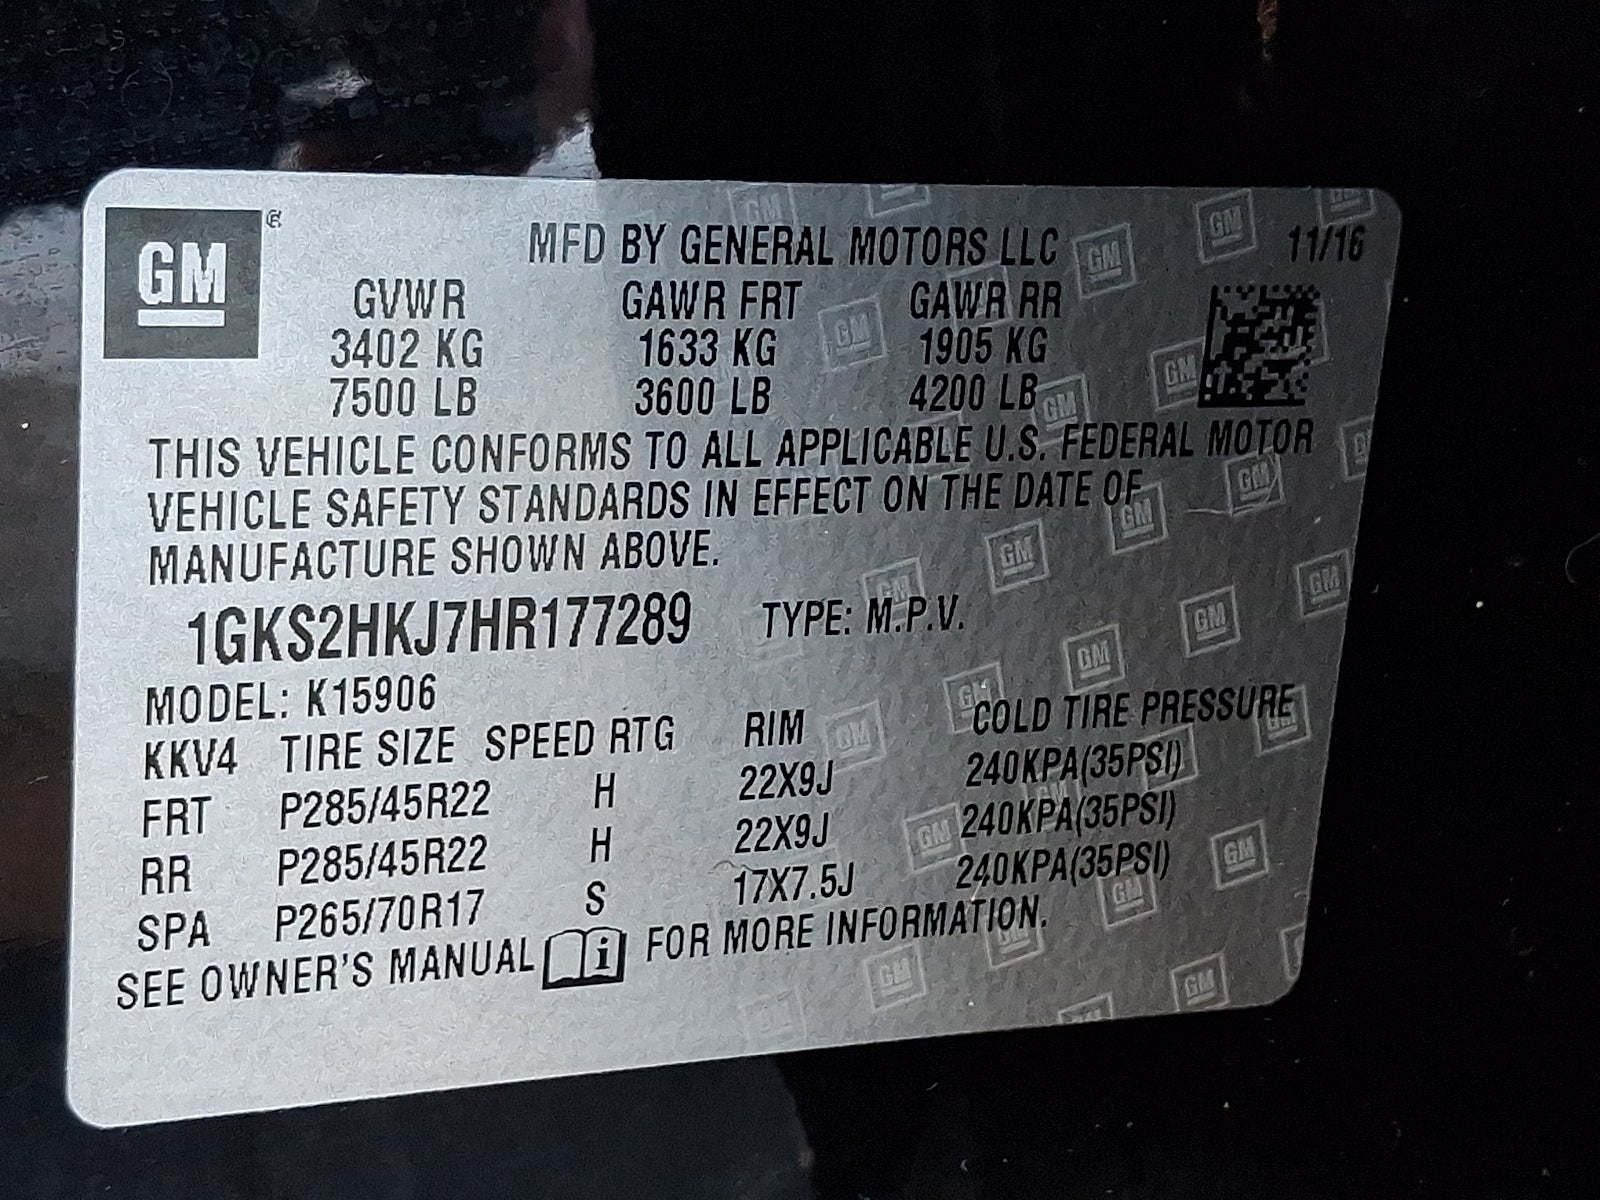 GM ®
MFD BY GENERAL MOTORS LLC 11/16
GVWR GAWR FRT GAWR RR
3402 KG 1633 KG 1905 KG
7500 LB 3600 LB 4200 LB
THIS VEHICLE CONFORMS TO ALL APPLICABLE U.S. FEDERAL MOTOR
VEHICLE SAFETY STANDARDS IN EFFECT ON THE DATE OF
MANUFACTURE SHOWN ABOVE.
1GKS2HKJ7HR177289 TYPE: M.P.V.
MODEL: K15906
KKV4 TIRE SIZE SPEED RTG RIM COLD TIRE PRESSURE
FRT P285/45R22 H 22X9J 240KPA(35PSI)
RR P285/45R22 H 22X9J 240KPA(35PSI)
SPA P265/70R17 S 17X7.5J 240KPA(35PSI)
SEE OWNER'S MANUAL i FOR MORE INFORMATION.